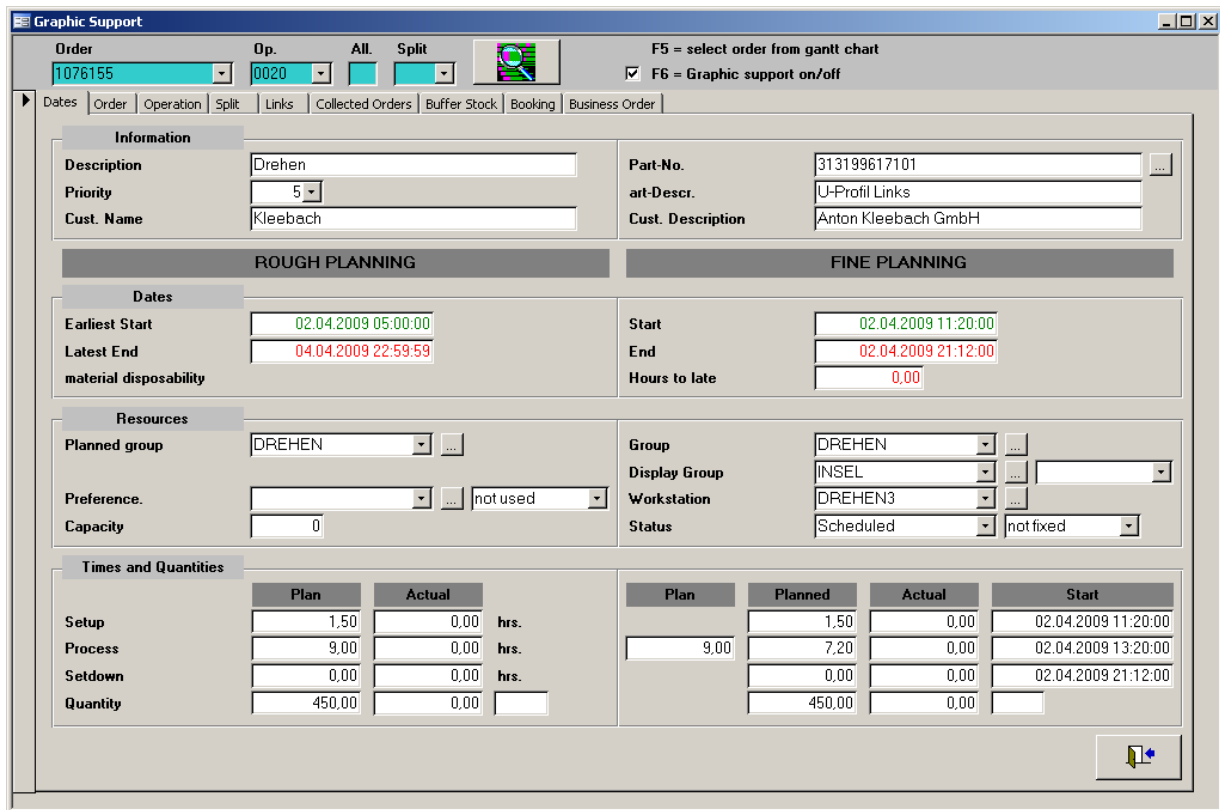 Graphic Support
Order Op. All. Split F5 = select order from gantt chart
1076155 0020 F6 = Graphic support on/off
Dates Order Operation Split Links Collected Orders Buffer Stock Booking Business Order
Information
Description Drehen Part-No. 313199617101 ...
Priority 5 art-Descr. U-Profil Links
Cust. Name Kleebach Cust. Description Anton Kleebach GmbH
ROUGH PLANNING FINE PLANNING
Dates
Earliest Start 02.04.2009 05:00:00 Start 02.04.2009 11:20:00
Latest End 04.04.2009 22:59:59 End 02.04.2009 21:12:00
material disposability Hours to late 0,00
Resources
Planned group DREHEN ... Group DREHEN ...
Display Group INSEL ...
Preference. ... not used Workstation DREHEN3 ...
Capacity 0 Status Scheduled not fixed
Times and Quantities
Plan Actual Plan Planned Actual Start
Setup 1,50 0,00 hrs. 1,50 0,00 02.04.2009 11:20:00
Process 9,00 0,00 hrs. 9,00 7,20 0,00 02.04.2009 13:20:00
Setdown 0,00 0,00 hrs. 0,00 0,00 02.04.2009 21:12:00
Quantity 450,00 0,00 450,00 0,00